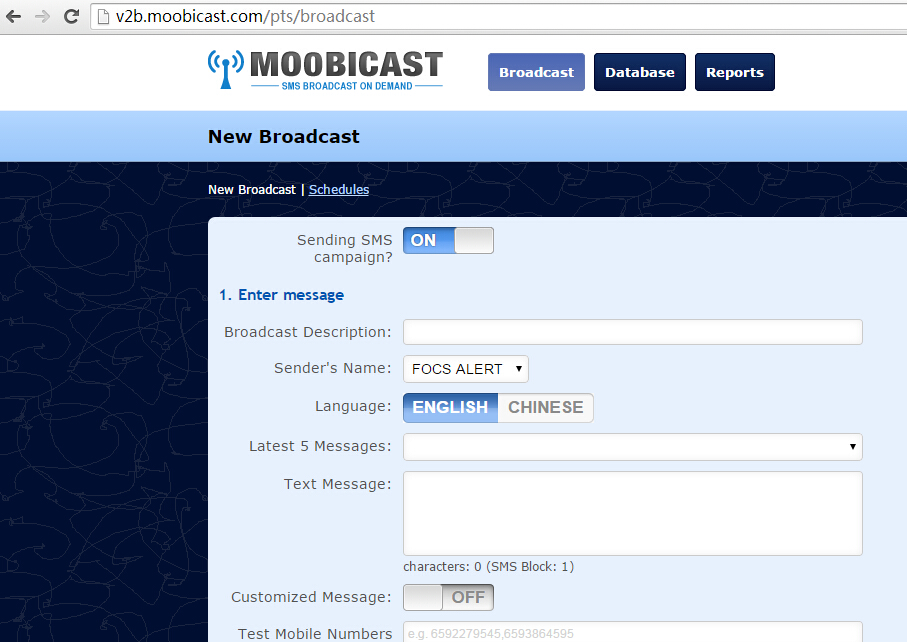 v2b.moobicast.com/pts/broadcast
MOOBICAST
SMS BROADCAST ON DEMAND
Broadcast
Database
Reports
New Broadcast
New Broadcast | Schedules
Sending SMS
campaign?
ON
1. Enter message
Broadcast Description:
Sender's Name:
FOCS ALERT
Language:
ENGLISH
CHINESE
Latest 5 Messages:
Text Message:
characters: 0 (SMS Block: 1)
Customized Message:
OFF
Test Mobile Numbers
e.g. 6592279545,6593864595